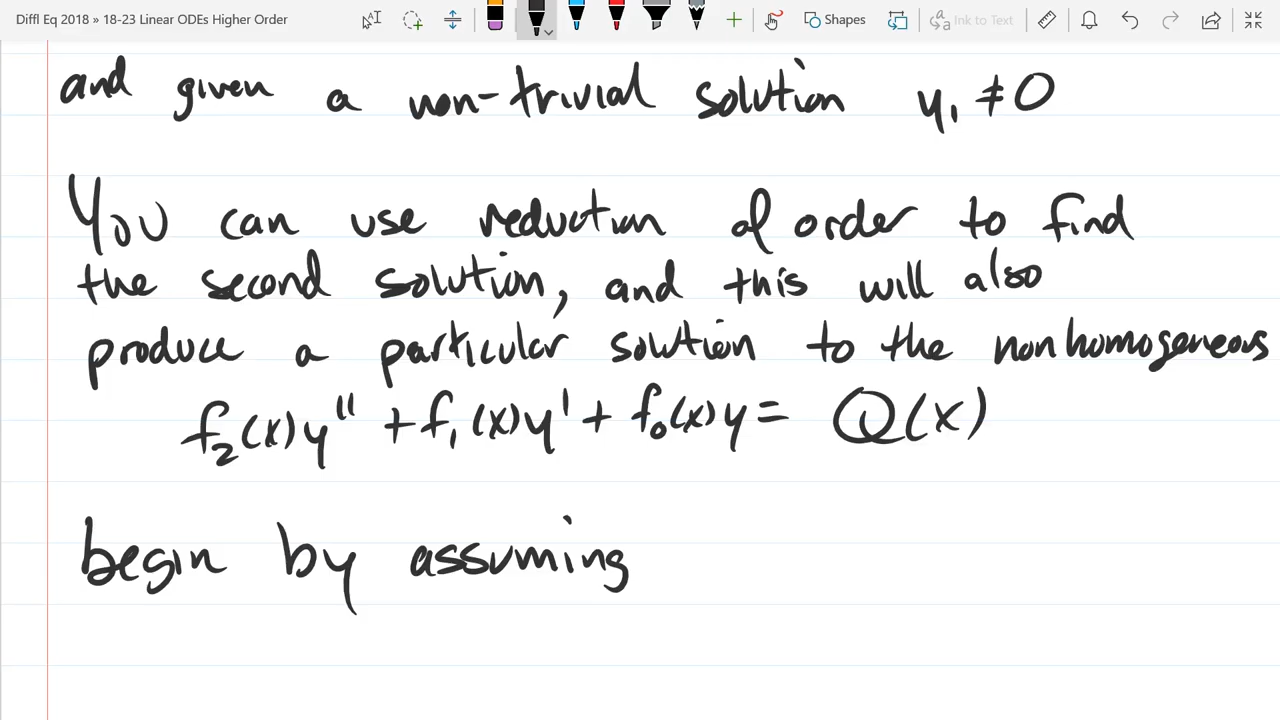 Diffl Eq 2018 » 18-23 Linear ODEs Higher Order
Shapes
Ink to Text
and given a non-trivial solution y₁ ≠ 0
You can use reduction of order to find
the second solution, and this will also
produce a particular solution to the nonhomogeneous
f₂(x)y'' + f₁(x)y' + f₀(x)y = Q(x)
begin by assuming